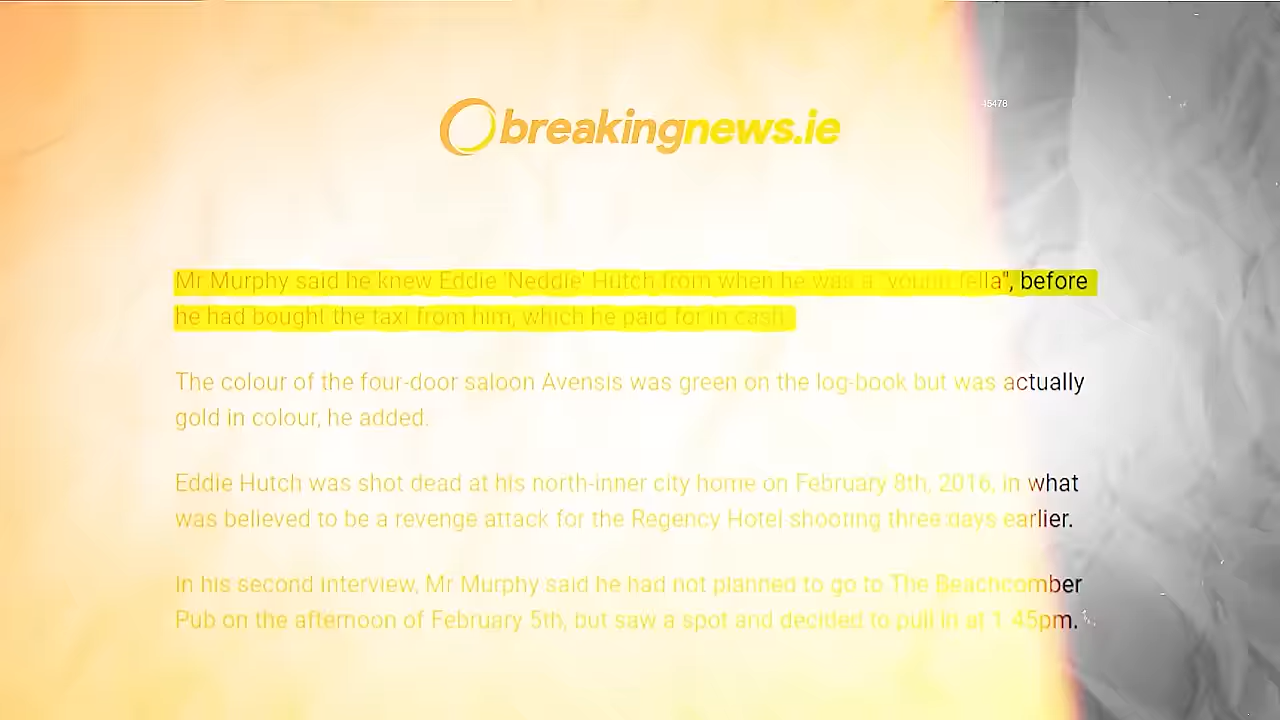 breakingnews.ie
45478
Mr Murphy said he knew Eddie 'Neddie' Hutch from when he was a "young fella", before
he had bought the taxi from him, which he paid for in cash.
The colour of the four-door saloon Avensis was green on the log-book but was actually
gold in colour, he added.
Eddie Hutch was shot dead at his north-inner city home on February 8th, 2016, in what
was believed to be a revenge attack for the Regency Hotel shooting three days earlier.
In his second interview, Mr Murphy said he had not planned to go to The Beachcomber
Pub on the afternoon of February 5th, but saw a spot and decided to pull in at 1.45pm.